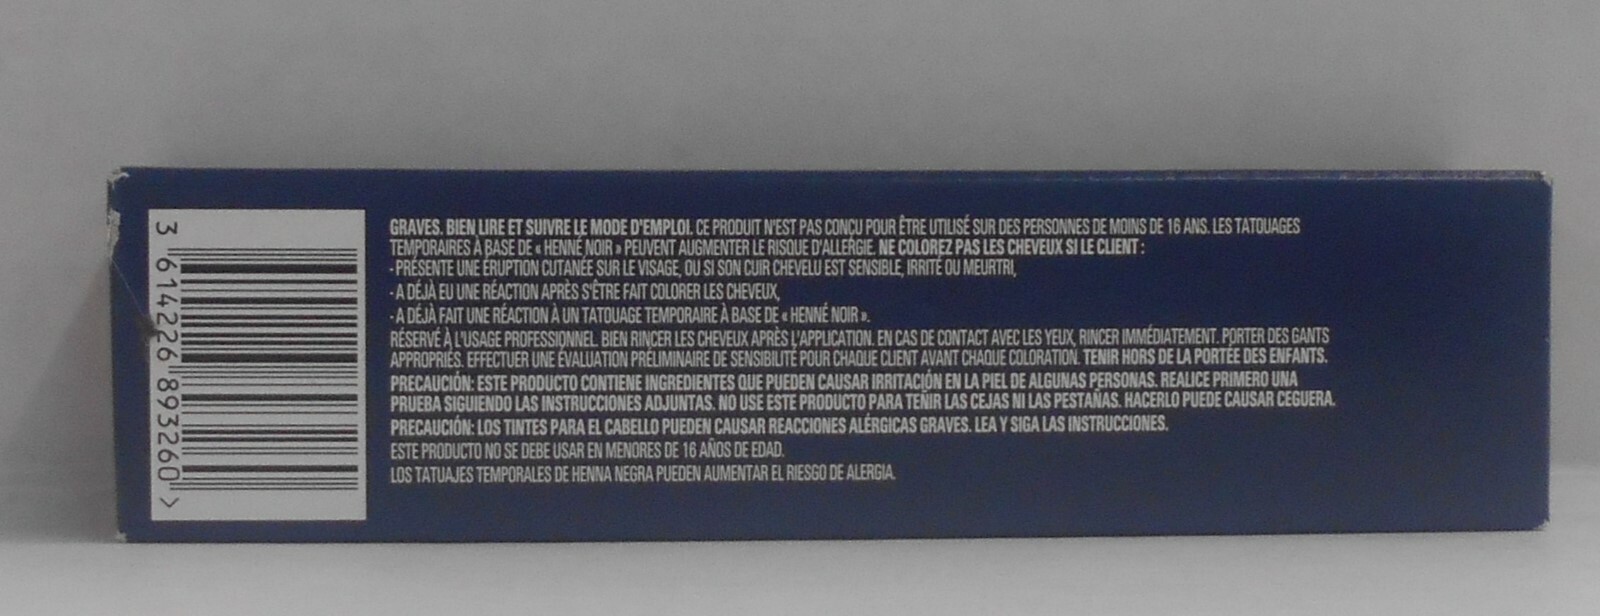 3 614226 893260 >
GRAVES. BIEN LIRE ET SUIVRE LE MODE D'EMPLOI. CE PRODUIT N'EST PAS CONÇU POUR ÊTRE UTILISÉ SUR DES PERSONNES DE MOINS DE 16 ANS. LES TATOUAGES
TEMPORAIRES À BASE DE « HENNÉ NOIR » PEUVENT AUGMENTER LE RISQUE D'ALLERGIE. NE COLOREZ PAS LES CHEVEUX SI LE CLIENT :
- PRÉSENTE UNE ÉRUPTION CUTANÉE SUR LE VISAGE, OU SI SON CUIR CHEVELU EST SENSIBLE, IRRITÉ OU MEURTRI,
- A DÉJÀ EU UNE RÉACTION APRÈS S'ÊTRE FAIT COLORER LES CHEVEUX,
- A DÉJÀ FAIT UNE RÉACTION À UN TATOUAGE TEMPORAIRE À BASE DE « HENNÉ NOIR ».
RÉSERVÉ À L'USAGE PROFESSIONNEL. BIEN RINCER LES CHEVEUX APRÈS L'APPLICATION. EN CAS DE CONTACT AVEC LES YEUX, RINCER IMMÉDIATEMENT. PORTER DES GANTS
APPROPRIÉS. EFFECTUER UNE ÉVALUATION PRÉLIMINAIRE DE SENSIBILITÉ POUR CHAQUE CLIENT AVANT CHAQUE COLORATION. TENIR HORS DE LA PORTÉE DES ENFANTS.
PRECAUCIÓN: ESTE PRODUCTO CONTIENE INGREDIENTES QUE PUEDEN CAUSAR IRRITACIÓN EN LA PIEL DE ALGUNAS PERSONAS. REALICE PRIMERO UNA
PRUEBA SIGUIENDO LAS INSTRUCCIONES ADJUNTAS. NO USE ESTE PRODUCTO PARA TEÑIR LAS CEJAS NI LAS PESTAÑAS. HACERLO PUEDE CAUSAR CEGUERA.
PRECAUCIÓN: LOS TINTES PARA EL CABELLO PUEDEN CAUSAR REACCIONES ALÉRGICAS GRAVES. LEA Y SIGA LAS INSTRUCCIONES.
ESTE PRODUCTO NO SE DEBE USAR EN MENORES DE 16 AÑOS DE EDAD.
LOS TATUAJES TEMPORALES DE HENNA NEGRA PUEDEN AUMENTAR EL RIESGO DE ALERGIA.